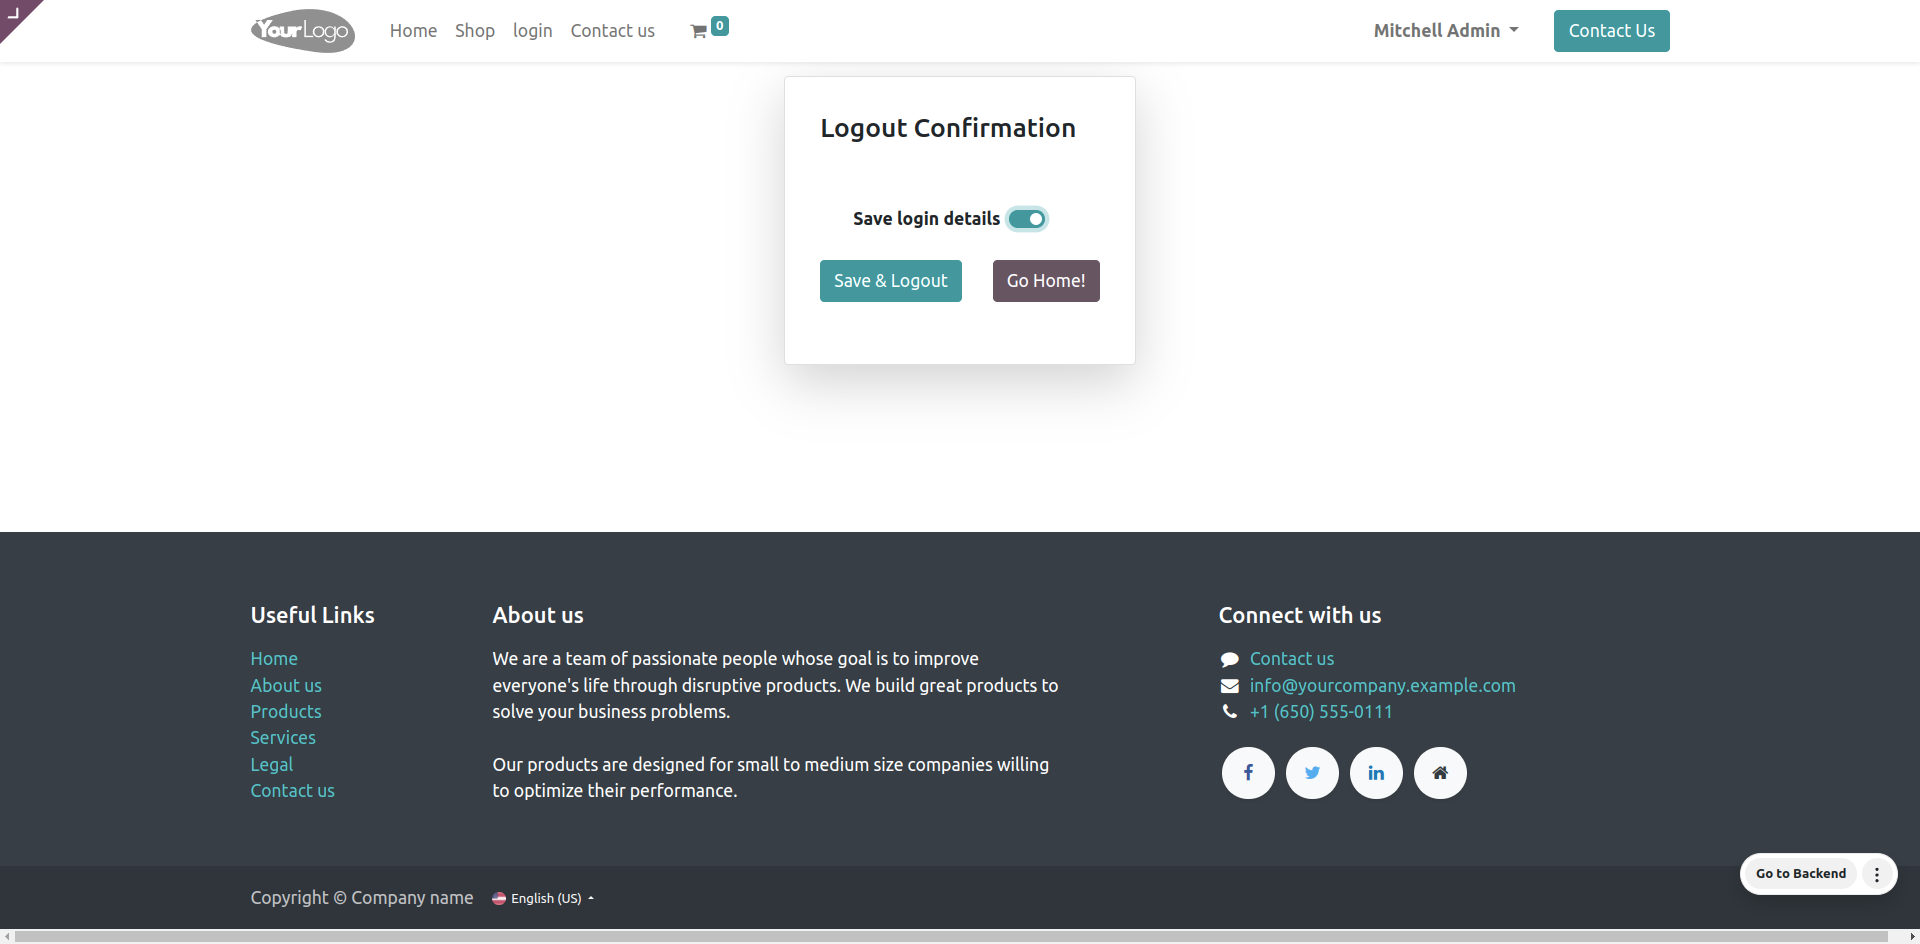 YourLogo
Home Shop login Contact us 0 Mitchell Admin Contact Us
Logout Confirmation
Save login details
Save & Logout Go Home!
Useful Links
Home
About us
Products
Services
Legal
Contact us
About us
We are a team of passionate people whose goal is to improve
everyone's life through disruptive products. We build great products to
solve your business problems.
Our products are designed for small to medium size companies willing
to optimize their performance.
Connect with us
Contact us
info@yourcompany.example.com
+1 (650) 555-0111
Go to Backend
Copyright © Company name English (US)